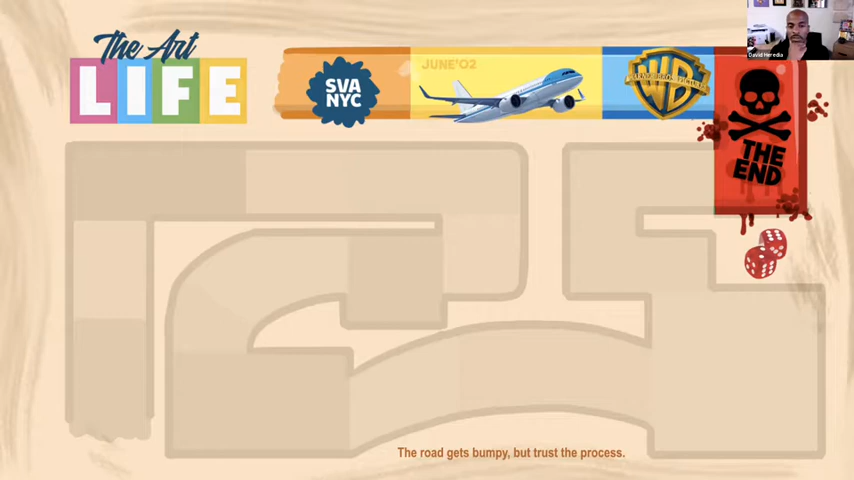 The Art
LIFE
SVA
NYC
JUNE'02
WB
THE
END
David Heredia
The road gets bumpy, but trust the process.